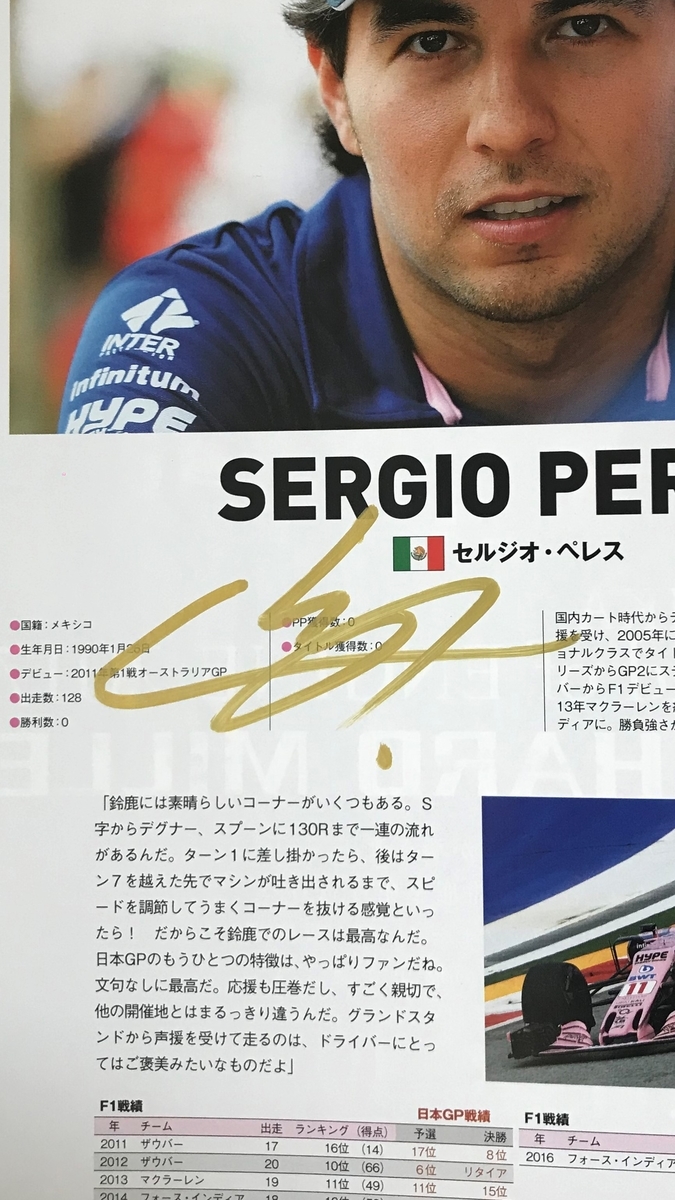 INTER
infinitum
HYPE
SERGIO PER
セルジオ・ペレス
●国籍：メキシコ
●生年月日：1990年1月26日
●デビュー：2011年第1戦オーストラリアGP
●出走数：128
●勝利数：0
●PP獲得数：0
●タイトル獲得数：0
国内カート時代からテ
援を受け、2005年に
ョナルクラスでタイト
リーズからGP2にステ
バーからF1デビュー
13年マクラーレンを
ディアに。勝負強さか
「鈴鹿には素晴らしいコーナーがいくつもある。S
字からデグナー、スプーンに130Rまで一連の流れ
があるんだ。ターン1に差し掛かったら、後はター
ン7を越えた先でマシンが吐き出されるまで、スピ
ードを調節してうまくコーナーを抜ける感覚といっ
たら！　だからこそ鈴鹿でのレースは最高なんだ。
日本GPのもうひとつの特徴は、やっぱりファンだね。
文句なしに最高だ。応援も圧巻だし、すごく親切で、
他の開催地とはまるっきり違うんだ。グランドスタ
ンドから声援を受けて走るのは、ドライバーにとっ
てはご褒美みたいなものだよ」
HYPE
BWT
11
F1戦績
日本GP戦績
年 チーム 出走 ランキング（得点） 予選 決勝
2011 ザウバー 17 16位（14） 17位 8位
2012 ザウバー 20 10位（66） 6位 リタイア
2013 マクラーレン 19 11位（49） 11位 15位
2014 フォース・インディア 18
F1戦績
年 チーム
2016 フォース・インディア